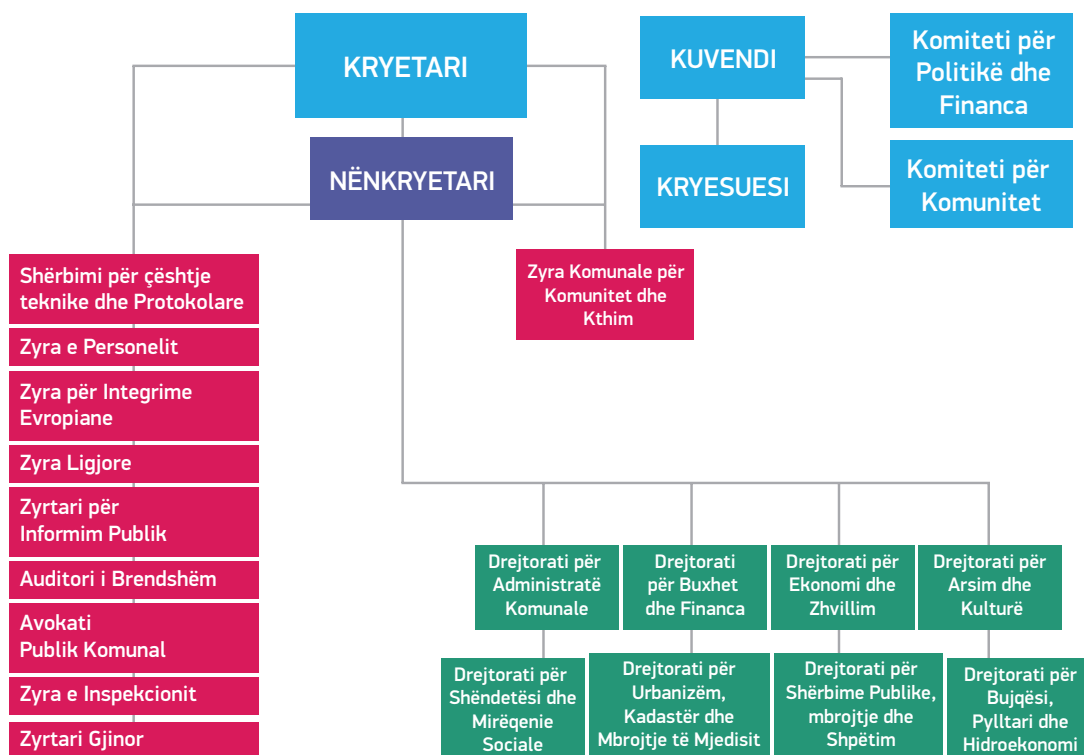 KRYETARI
NËNKRYETARI
KUVENDI
KRYESUESI
Komiteti për
Politikë dhe
Financa
Komiteti për
Komunitet
Shërbimi për çështje
teknike dhe Protokolare
Zyra e Personelit
Zyra për Integrime
Evropiane
Zyra Ligjore
Zyrtari për
Informim Publik
Auditori i Brendshëm
Avokati
Publik Komunal
Zyra e Inspekcionit
Zyrtari Gjinor
Zyra Komunale për
Komunitet dhe
Kthim
Drejtorati për
Administratë
Komunale
Drejtorati
për Buxhet
dhe Financa
Drejtorati për
Ekonomi dhe
Zhvillim
Drejtorati për
Arsim dhe
Kulturë
Drejtorati për
Shëndetësi dhe
Mirëqenie
Sociale
Drejtorati për
Urbanizëm,
Kadastër dhe
Mbrojtje të Mjedisit
Drejtorati për
Shërbime Publike,
mbrojtje dhe
Shpëtim
Drejtorati për
Bujqësi,
Pylltari dhe
Hidroekonomi